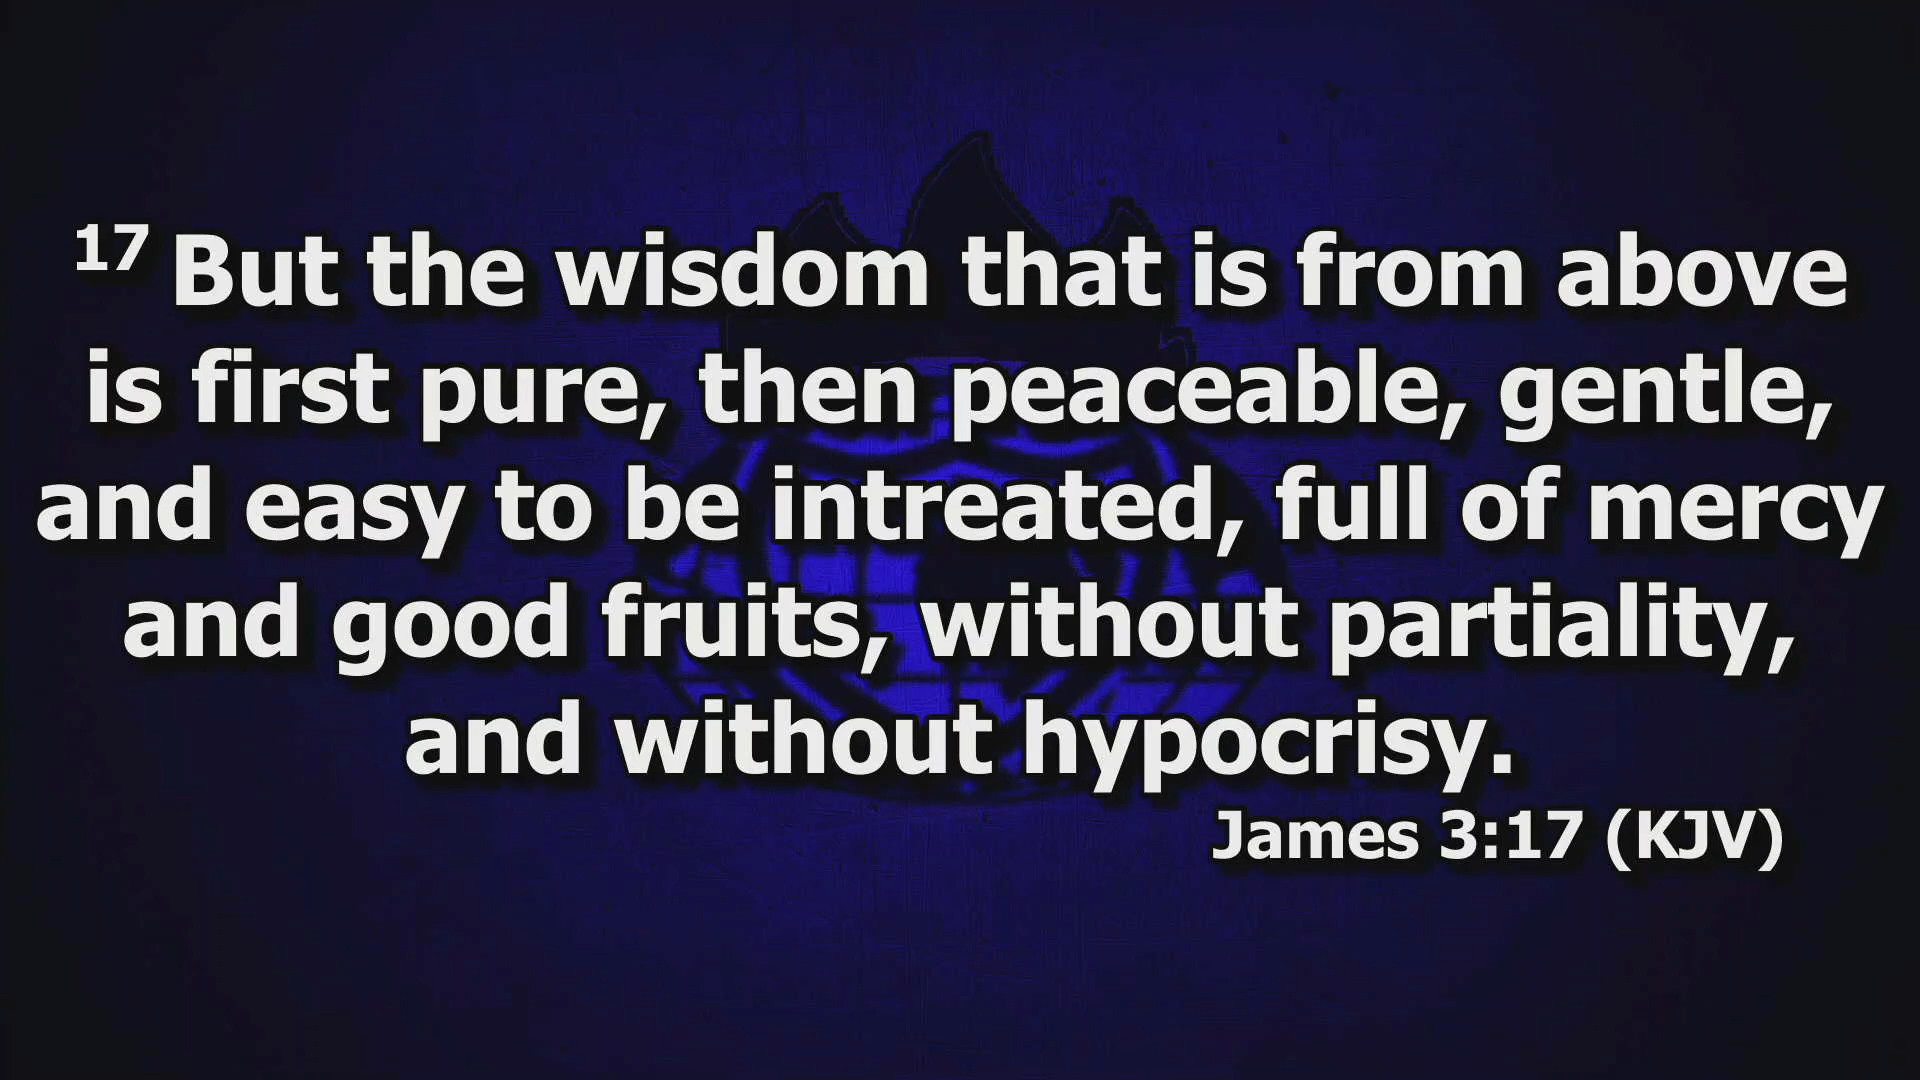 17 But the wisdom that is from above
is first pure, then peaceable, gentle,
and easy to be intreated, full of mercy
and good fruits, without partiality,
and without hypocrisy.
James 3:17 (KJV)